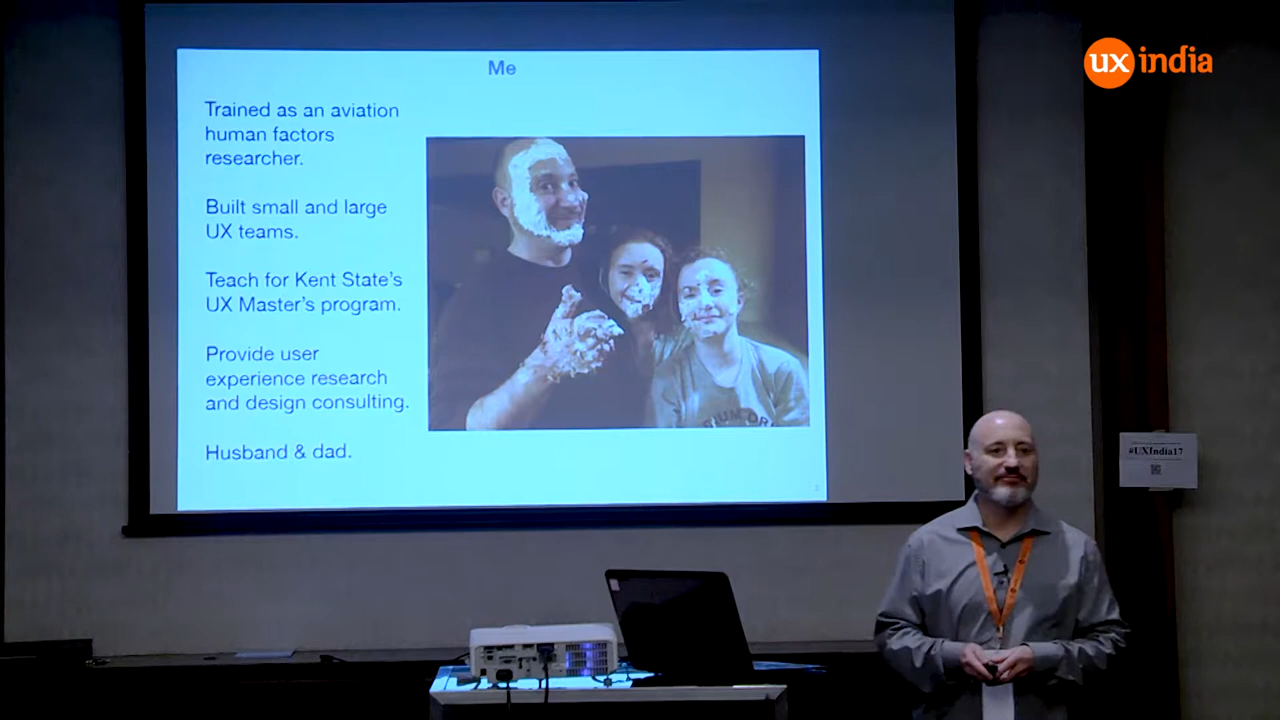 Me
Trained as an aviation
human factors
researcher.
Built small and large
UX teams.
Teach for Kent State's
UX Master's program.
Provide user
experience research
and design consulting.
Husband & dad.
ux india
#UXIndia17